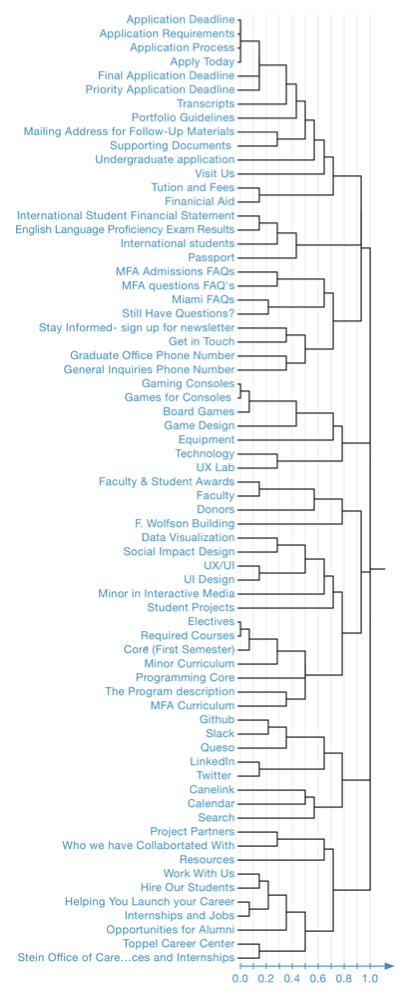 Application Deadline
Application Requirements
Application Process
Apply Today
Final Application Deadline
Priority Application Deadline
Transcripts
Portfolio Guidelines
Mailing Address for Follow-Up Materials
Supporting Documents
Undergraduate application
Visit Us
Tution and Fees
Finanicial Aid
International Student Financial Statement
English Language Proficiency Exam Results
International students
Passport
MFA Admissions FAQs
MFA questions FAQ's
Miami FAQs
Still Have Questions?
Stay Informed- sign up for newsletter
Get in Touch
Graduate Office Phone Number
General Inquiries Phone Number
Gaming Consoles
Games for Consoles
Board Games
Game Design
Equipment
Technology
UX Lab
Faculty & Student Awards
Faculty
Donors
F. Wolfson Building
Data Visualization
Social Impact Design
UX/UI
UI Design
Minor in Interactive Media
Student Projects
Electives
Required Courses
Core (First Semester)
Minor Curriculum
Programming Core
The Program description
MFA Curriculum
Github
Slack
Queso
LinkedIn
Twitter
Canelink
Calendar
Search
Project Partners
Who we have Collabortated With
Resources
Work With Us
Hire Our Students
Helping You Launch your Career
Internships and Jobs
Opportunities for Alumni
Toppel Career Center
Stein Office of Care...ces and Internships
0.0 0.2 0.4 0.6 0.8 1.0